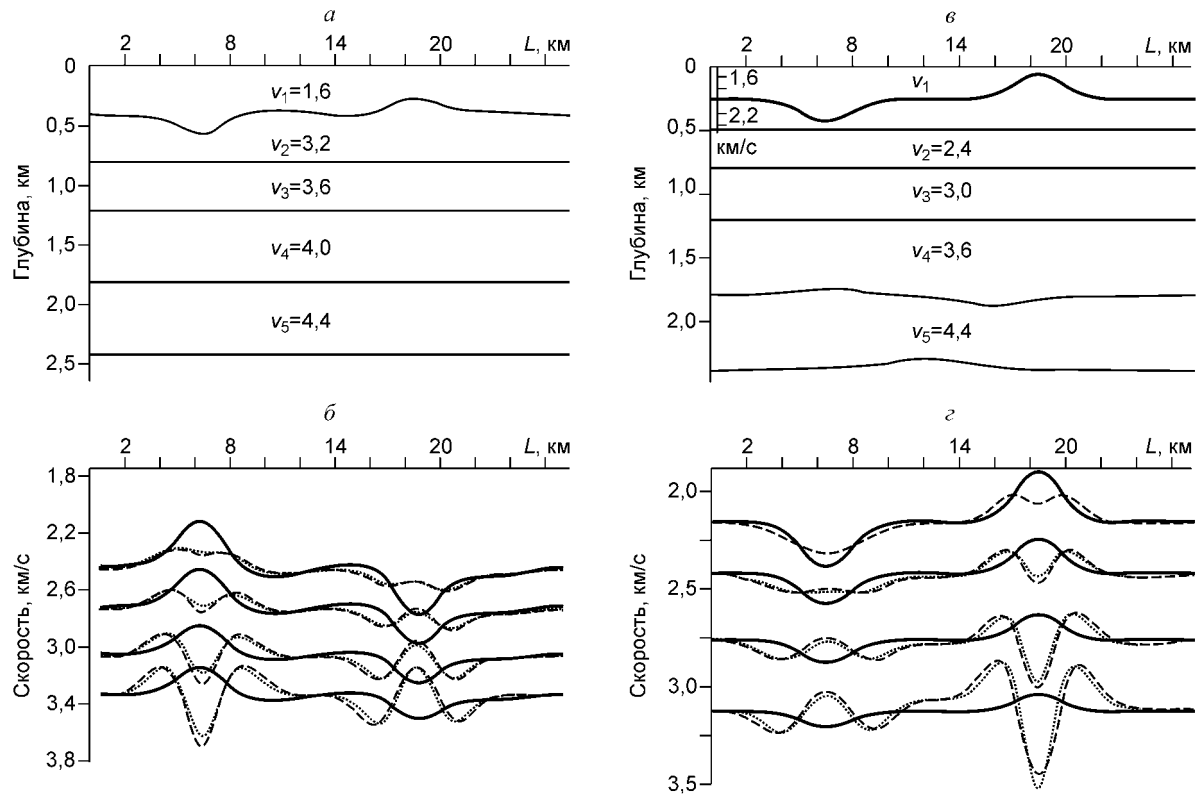 а
2 8 14 20 L, км
0
0,5
1,0
1,5
2,0
2,5
Глубина, км
v1=1,6
v2=3,2
v3=3,6
v4=4,0
v5=4,4
в
2 8 14 20 L, км
0
0,5
1,0
1,5
2,0
Глубина, км
1,6
2,2
км/с
v1
v2=2,4
v3=3,0
v4=3,6
v5=4,4
б
2 8 14 20 L, км
1,8
2,2
2,6
3,0
3,4
3,8
Скорость, км/с
г
2 8 14 20 L, км
2,0
2,5
3,0
3,5
Скорость, км/с